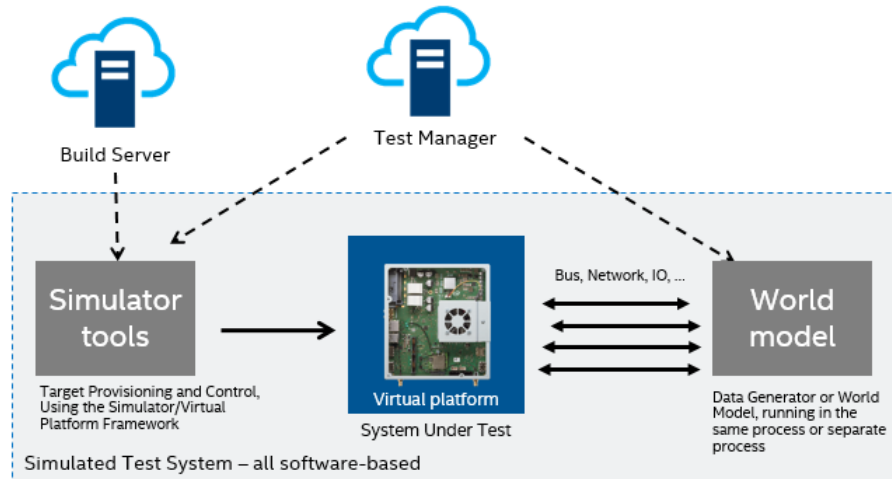 Build Server
Test Manager
Simulator
tools
Bus, Network, IO, ...
World
model
Virtual platform
Target Provisioning and Control,
Using the Simulator/Virtual
Platform Framework
System Under Test
Data Generator or World
Model, running in the
same process or separate
process
Simulated Test System – all software-based